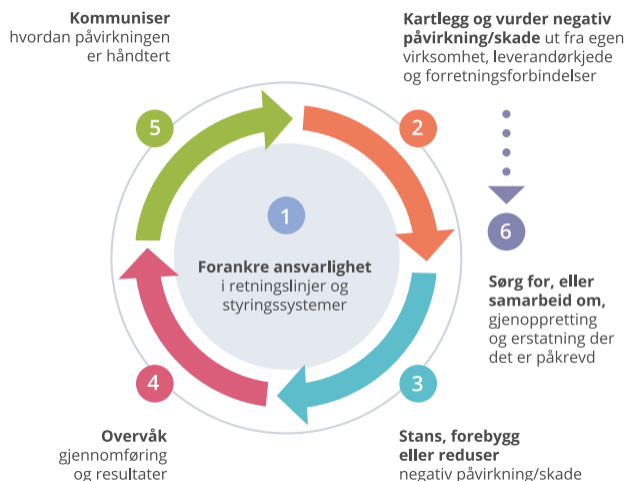 Kommuniser
hvordan påvirkningen
er håndtert
5
Kartlegg og vurder negativ
påvirkning/skade ut fra egen
virksomhet, leverandørkjede
og forretningsforbindelser
2
1
Forankre ansvarlighet
i retningslinjer og
styringssystemer
6
Sørg for, eller
samarbeid om,
gjenoppretting
og erstatning der
det er påkrevd
4
Overvåk
gjennomføring
og resultater
3
Stans, forebygg
eller reduser
negativ påvirkning/skade